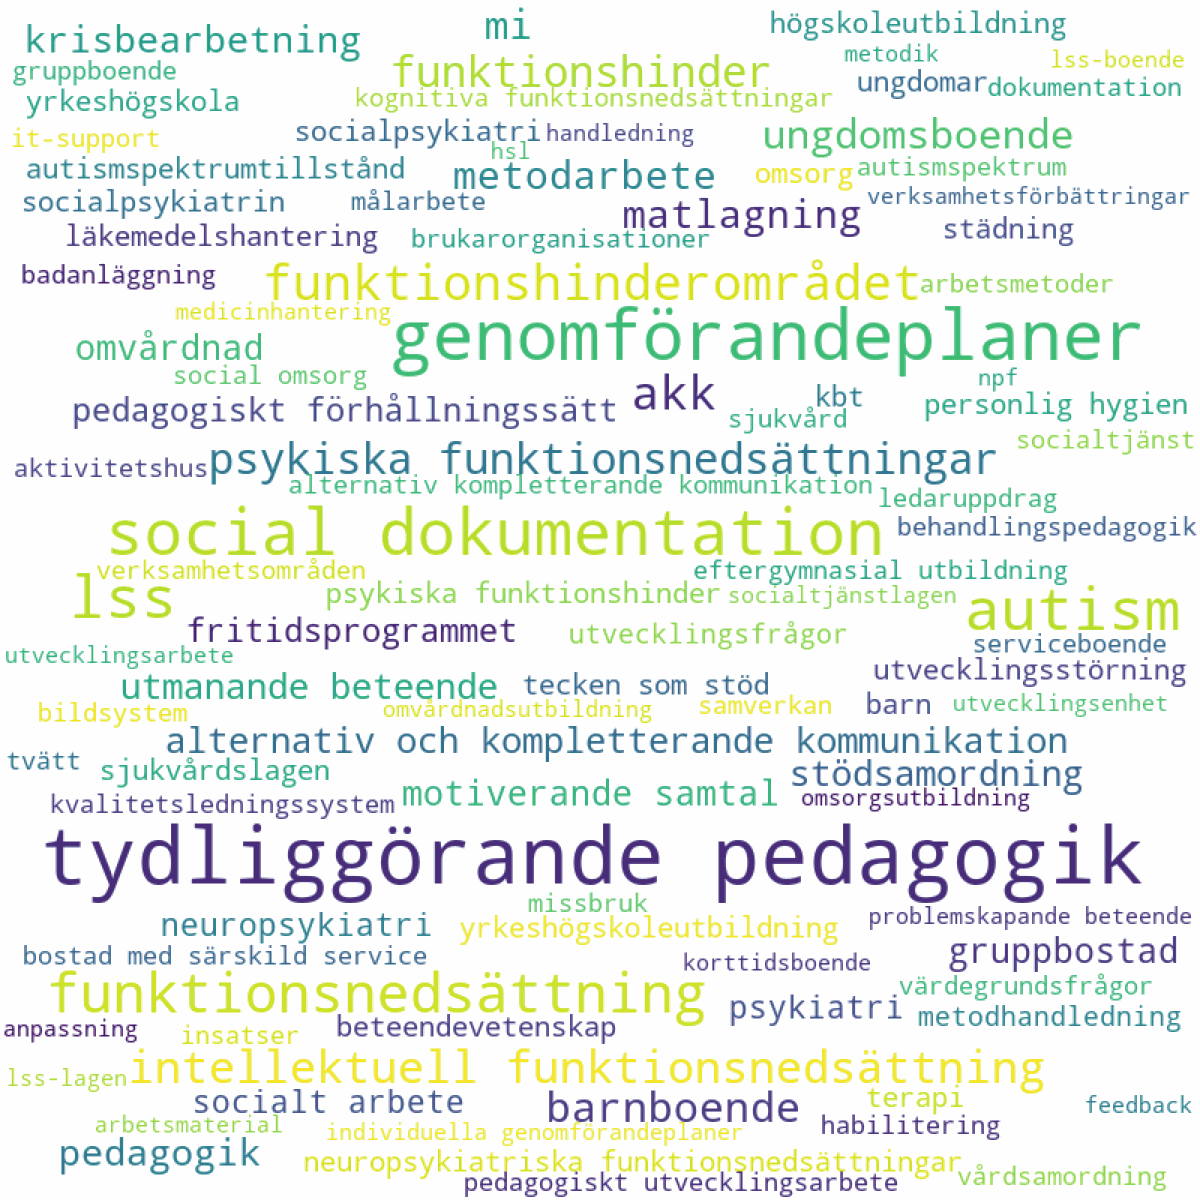 krisbearbetning
mi
högskoleutbildning
gruppboende
funktionshinder
metodik
lss-boende
yrkeshögskola
kognitiva funktionsnedsättningar
ungdomar
dokumentation
it-support
socialpsykiatri
handledning
ungdomsboende
hsl
autismspektrumtillstånd
metodarbete
omsorg
autismspektrum
socialpsykiatrin
målarbete
matlagning
verksamhetsförbättringar
läkemedelshantering
brukarorganisationer
städning
badanläggning
funktionshinderområdet
arbetsmetoder
medicinhantering
genomförandeplaner
omvårdnad
social omsorg
akk
kbt
npf
pedagogiskt förhållningssätt
sjukvård
personlig hygien
socialtjänst
aktivitetshus
psykiska funktionsnedsättningar
alternativ kompletterande kommunikation
ledaruppdrag
social dokumentation
behandlingspedagogik
verksamhetsområden
eftergymnasial utbildning
lss
psykiska funktionshinder
socialtjänstlagen
autism
fritidsprogrammet
utvecklingsfrågor
serviceboende
utvecklingsarbete
utvecklingsstörning
utmanande beteende
tecken som stöd
bildsystem
omvårdnadsutbildning
samverkan
barn
utvecklingsenhet
alternativ och kompletterande kommunikation
tvätt
sjukvårdslagen
stödsamordning
kvalitetsledningssystem
motiverande samtal
omsorgsutbildning
tydliggörande pedagogik
missbruk
neuropsykiatri
yrkeshögskoleutbildning
problemskapande beteende
bostad med särskild service
korttidsboende
gruppbostad
funktionsnedsättning
psykiatri
värdegrundsfrågor
anpassning
insatser
beteendevetenskap
metodhandledning
lss-lagen
intellektuell funktionsnedsättning
socialt arbete
barnboende
terapi
feedback
arbetsmaterial
individuella genomförandeplaner
habilitering
pedagogik
neuropsykiatriska funktionsnedsättningar
pedagogiskt utvecklingsarbete
vårdsamordning